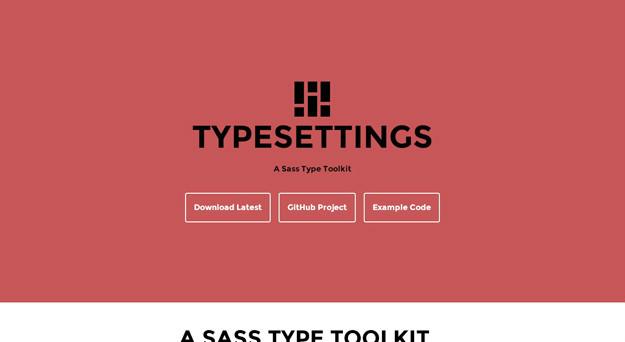 TYPESETTINGS
A Sass Type Toolkit
Download Latest
GitHub Project
Example Code
A SASS TYPE TOOLKIT